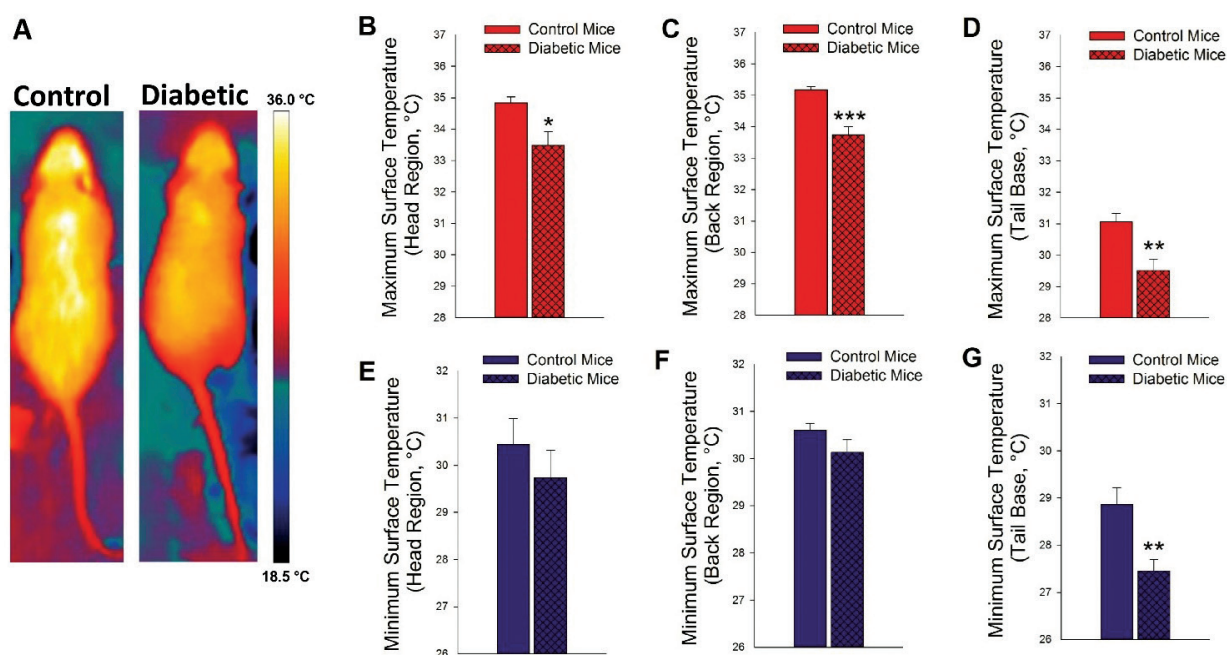 A
Control
Diabetic
36.0 °C
18.5 °C
B
Control Mice
Diabetic Mice
Maximum Surface Temperature
(Head Region, °C)
37
36
35
34
33
32
31
30
29
28
*
C
Control Mice
Diabetic Mice
Maximum Surface Temperature
(Back Region, °C)
37
36
35
34
33
32
31
30
29
28
***
D
Control Mice
Diabetic Mice
Maximum Surface Temperature
(Tail Base, °C)
37
36
35
34
33
32
31
30
29
28
**
E
Control Mice
Diabetic Mice
Minimum Surface Temperature
(Head Region, °C)
32
31
30
29
28
27
26
F
Control Mice
Diabetic Mice
Minimum Surface Temperature
(Back Region, °C)
32
31
30
29
28
27
26
G
Control Mice
Diabetic Mice
Minimum Surface Temperature
(Tail Base, °C)
32
31
30
29
28
27
26
**